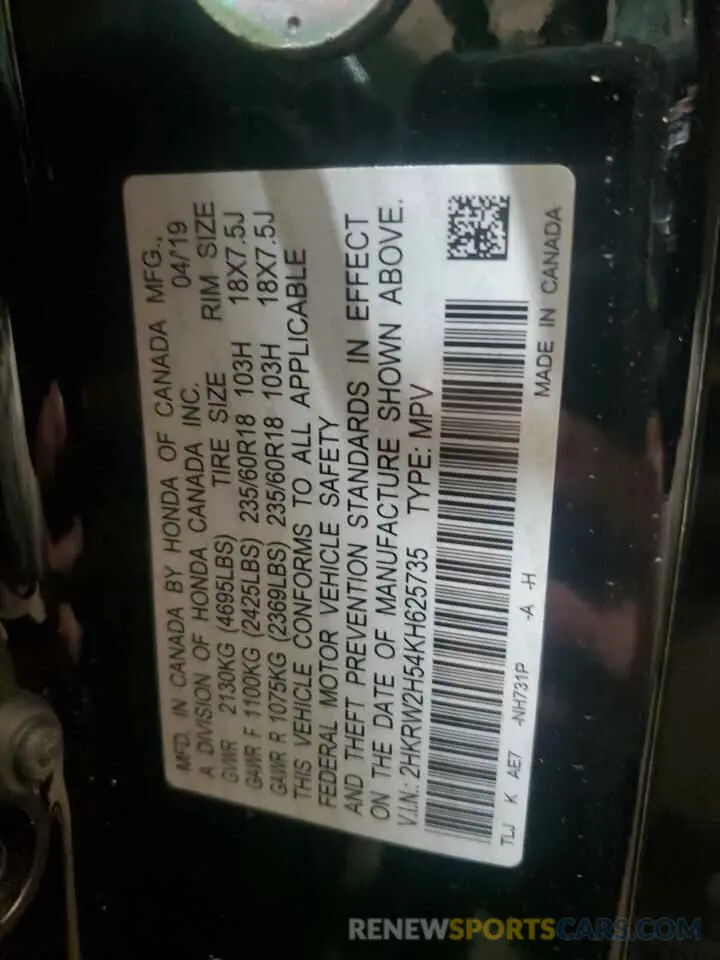 MFD. IN CANADA BY HONDA OF CANADA MFG.,
A DIVISION OF HONDA CANADA INC. 04/19
GVWR 2130KG (4695LBS) TIRE SIZE RIM SIZE
GAWR F 1100KG (2425LBS) 235/60R18 103H 18X7.5J
GAWR R 1075KG (2369LBS) 235/60R18 103H 18X7.5J
THIS VEHICLE CONFORMS TO ALL APPLICABLE
FEDERAL MOTOR VEHICLE SAFETY
AND THEFT PREVENTION STANDARDS IN EFFECT
ON THE DATE OF MANUFACTURE SHOWN ABOVE.
V.I.N.: 2HKRW2H54KH625735 TYPE: MPV
TLJ K AE7 -NH731P -A -H MADE IN CANADA
RENEWSPORTSCARS.COM